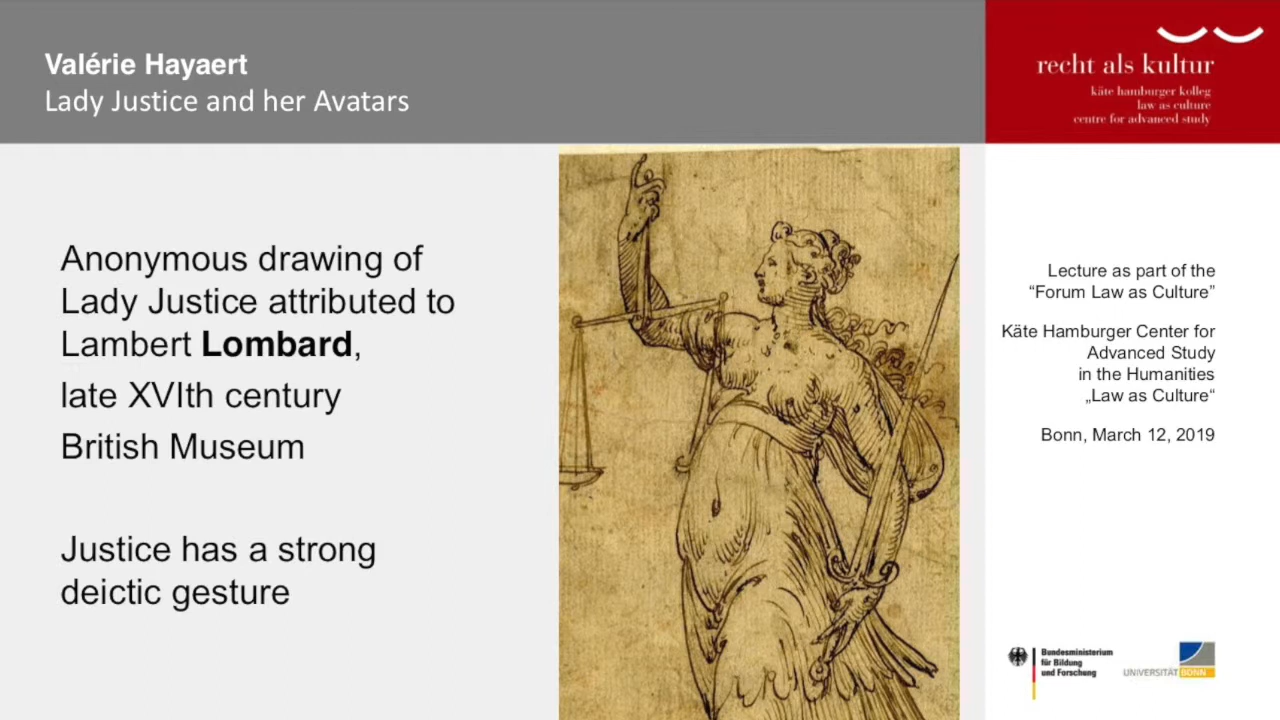 Valérie Hayaert
Lady Justice and her Avatars
recht als kultur
käte hamburger kolleg
law as culture
centre for advanced study
Anonymous drawing of
Lady Justice attributed to
Lambert Lombard,
late XVIth century
British Museum
Justice has a strong
deictic gesture
Lecture as part of the
“Forum Law as Culture”
Käte Hamburger Center for
Advanced Study
in the Humanities
„Law as Culture“
Bonn, March 12, 2019
Bundesministerium
für Bildung
und Forschung
UNIVERSITÄT BONN